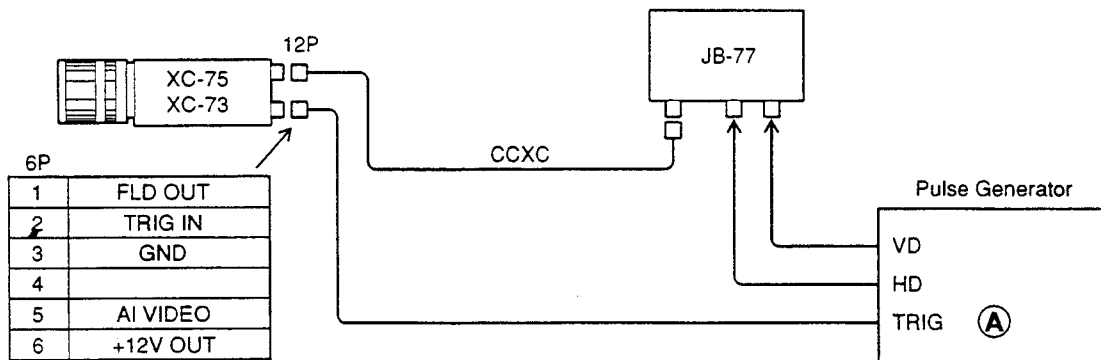 12P
JB-77
XC-75
XC-73
CCXC
6P
1 FLD OUT
2 TRIG IN
3 GND
4
5 AI VIDEO
6 +12V OUT
Pulse Generator
VD
HD
TRIG A